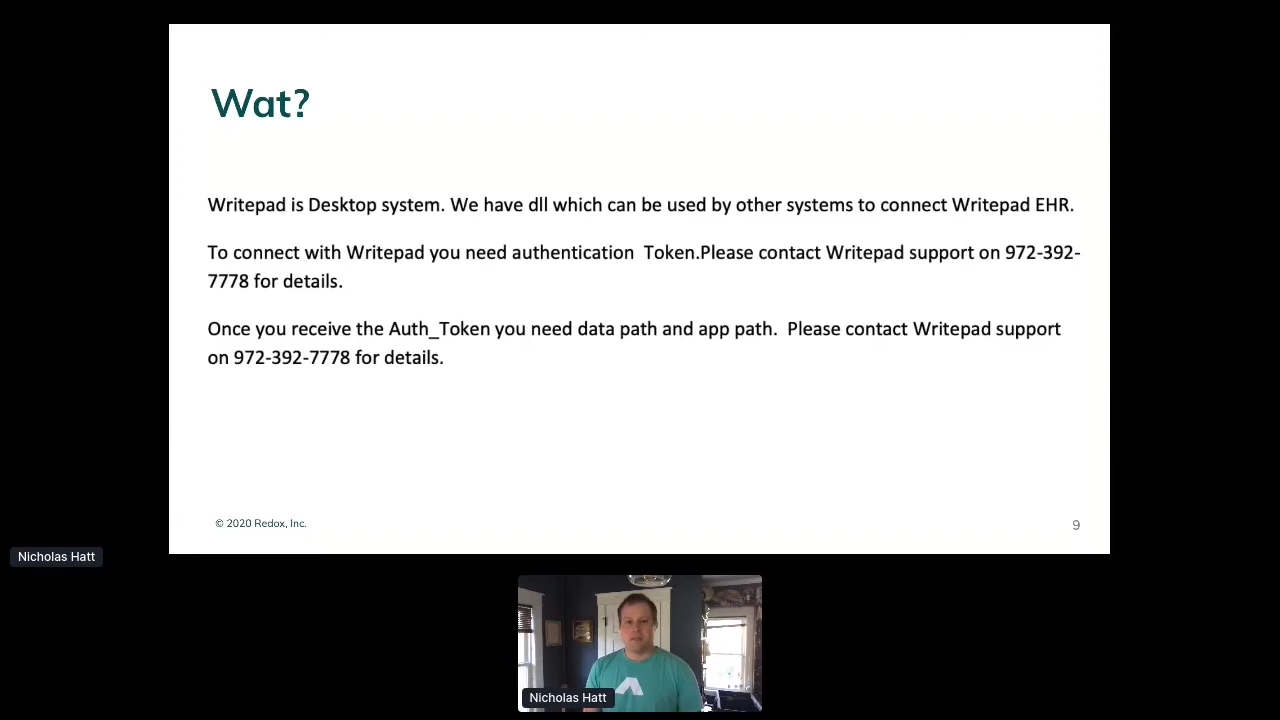 Wat?
Writepad is Desktop system. We have dll which can be used by other systems to connect Writepad EHR.
To connect with Writepad you need authentication  Token.Please contact Writepad support on 972-392-
7778 for details.
Once you receive the Auth_Token you need data path and app path.  Please contact Writepad support
on 972-392-7778 for details.
© 2020 Redox, Inc.
9
Nicholas Hatt
Nicholas Hatt